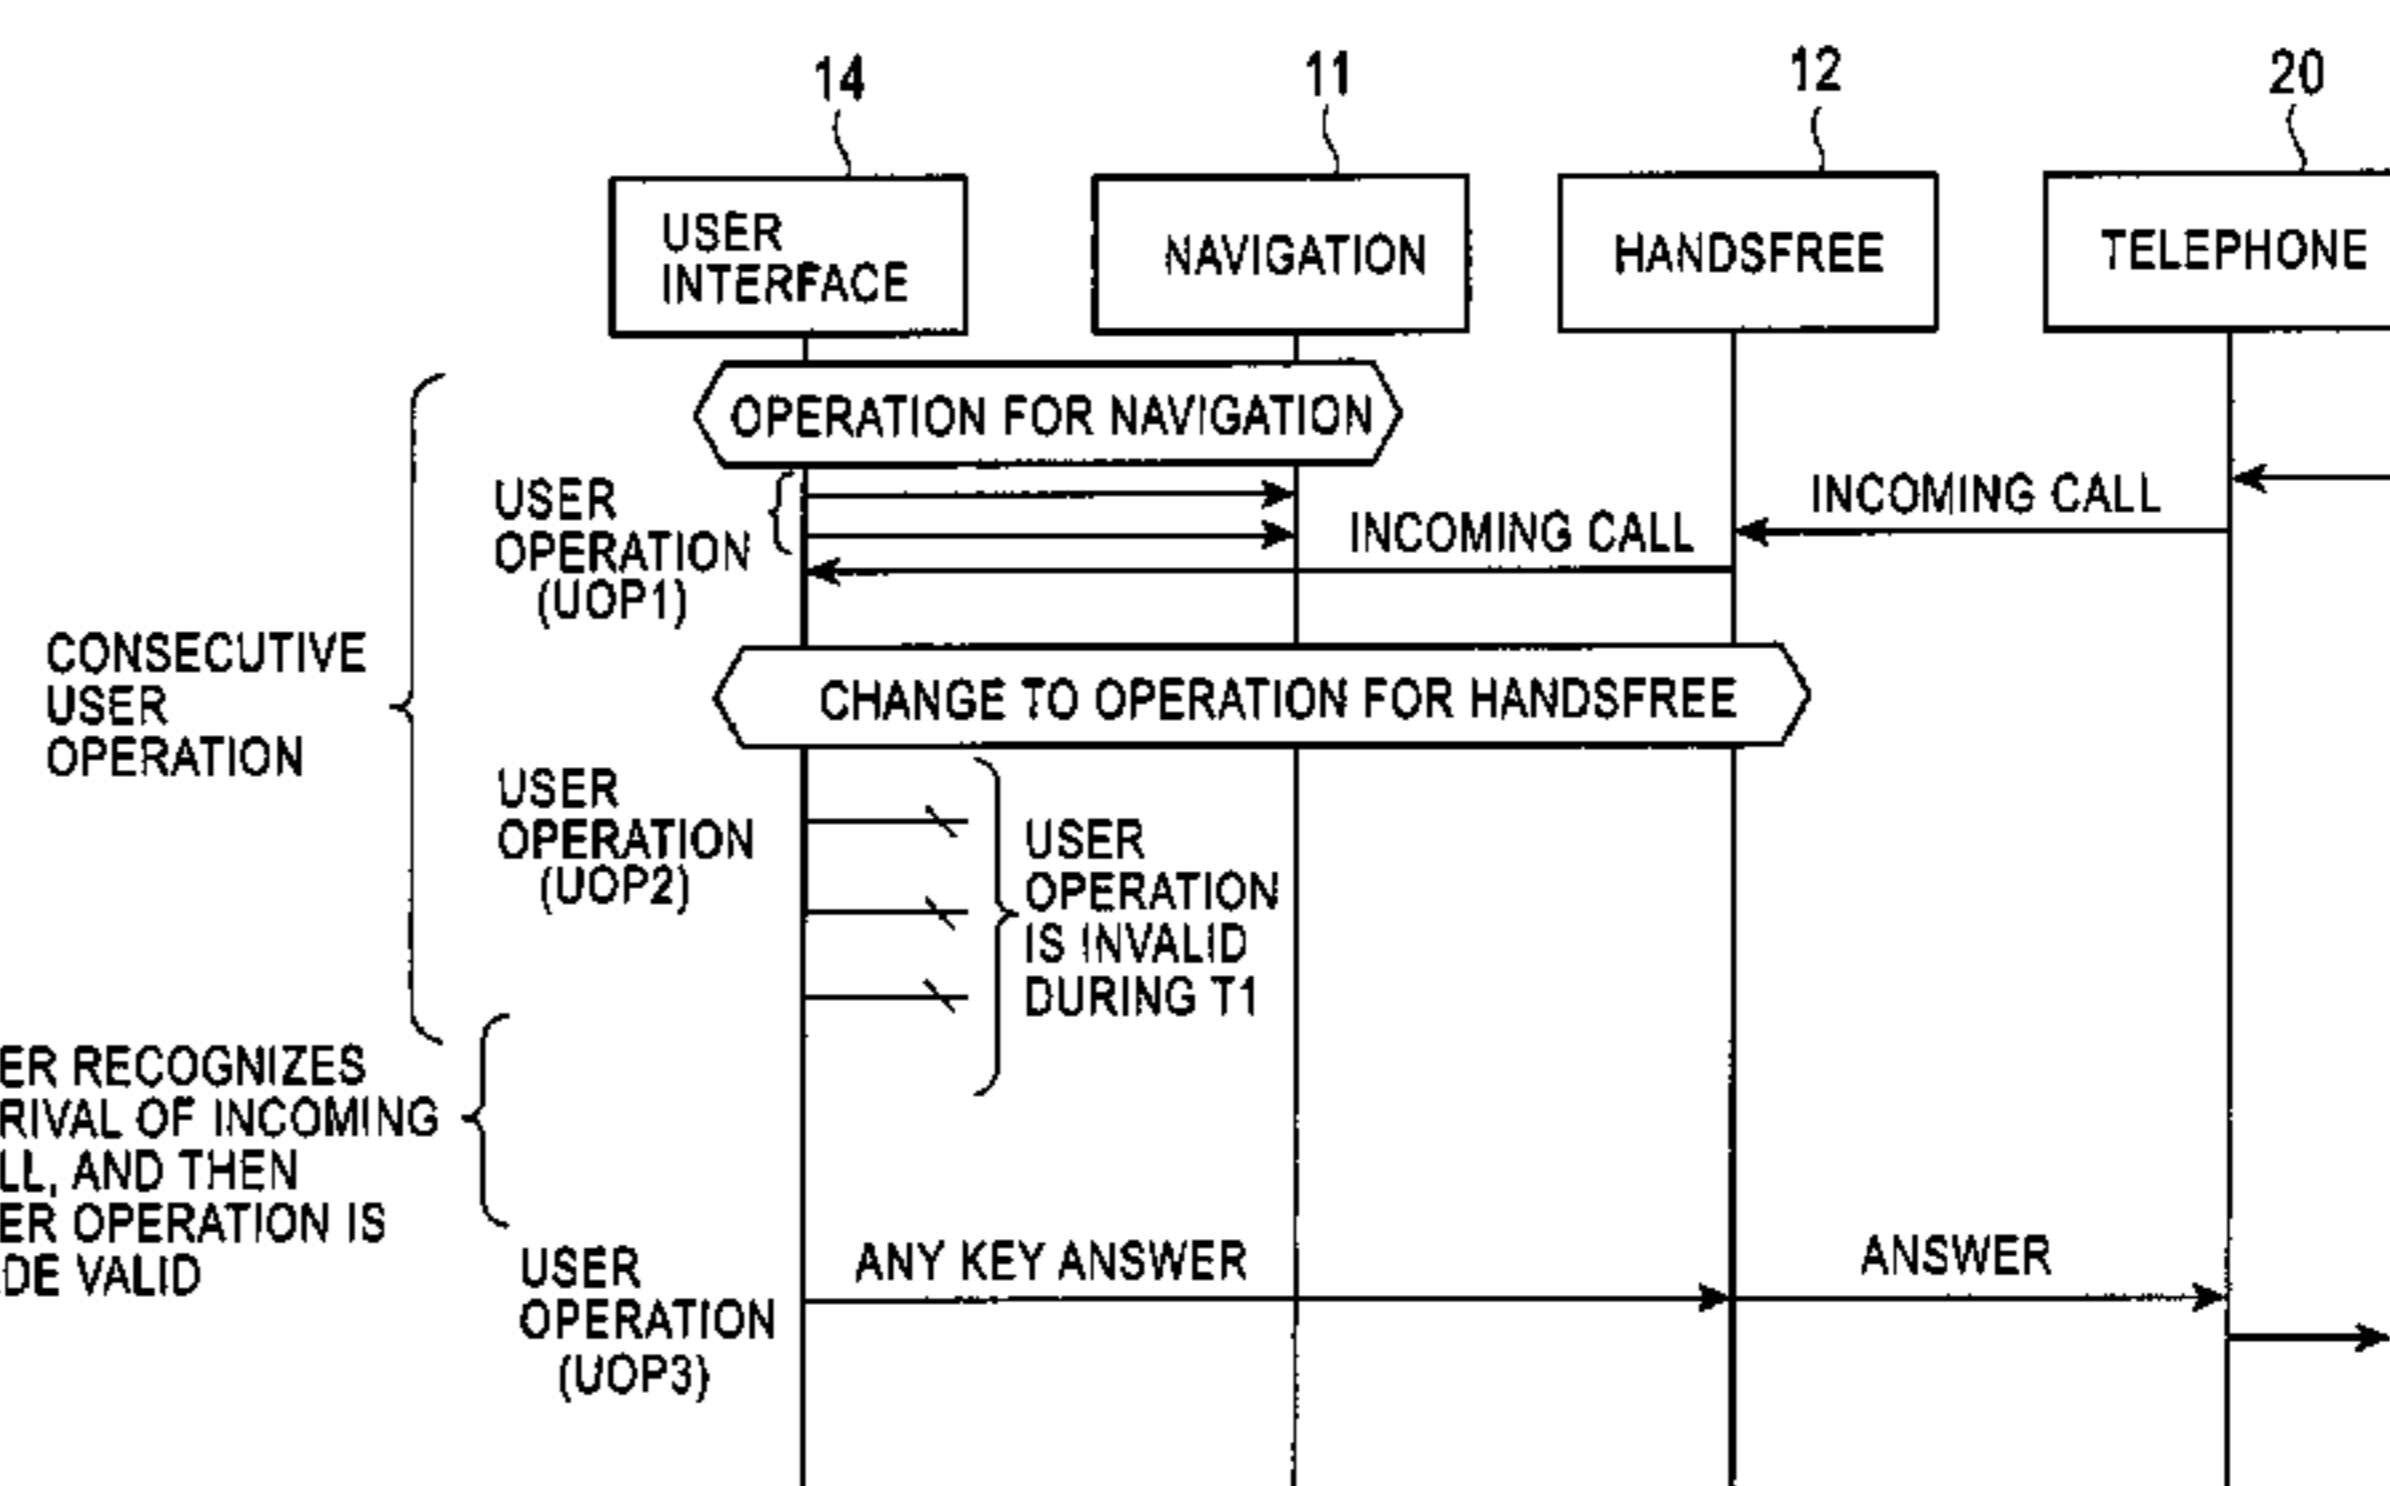 14
11
12
20
USER
INTERFACE
NAVIGATION
HANDSFREE
TELEPHONE
OPERATION FOR NAVIGATION
USER
OPERATION
(UOP1)
INCOMING CALL
INCOMING CALL
CONSECUTIVE
USER
OPERATION
CHANGE TO OPERATION FOR HANDSFREE
USER
OPERATION
(UOP2)
USER
OPERATION
IS INVALID
DURING T1
ER RECOGNIZES
RIVAL OF INCOMING
LL, AND THEN
ER OPERATION IS
DE VALID
USER
OPERATION
(UOP3)
ANY KEY ANSWER
ANSWER